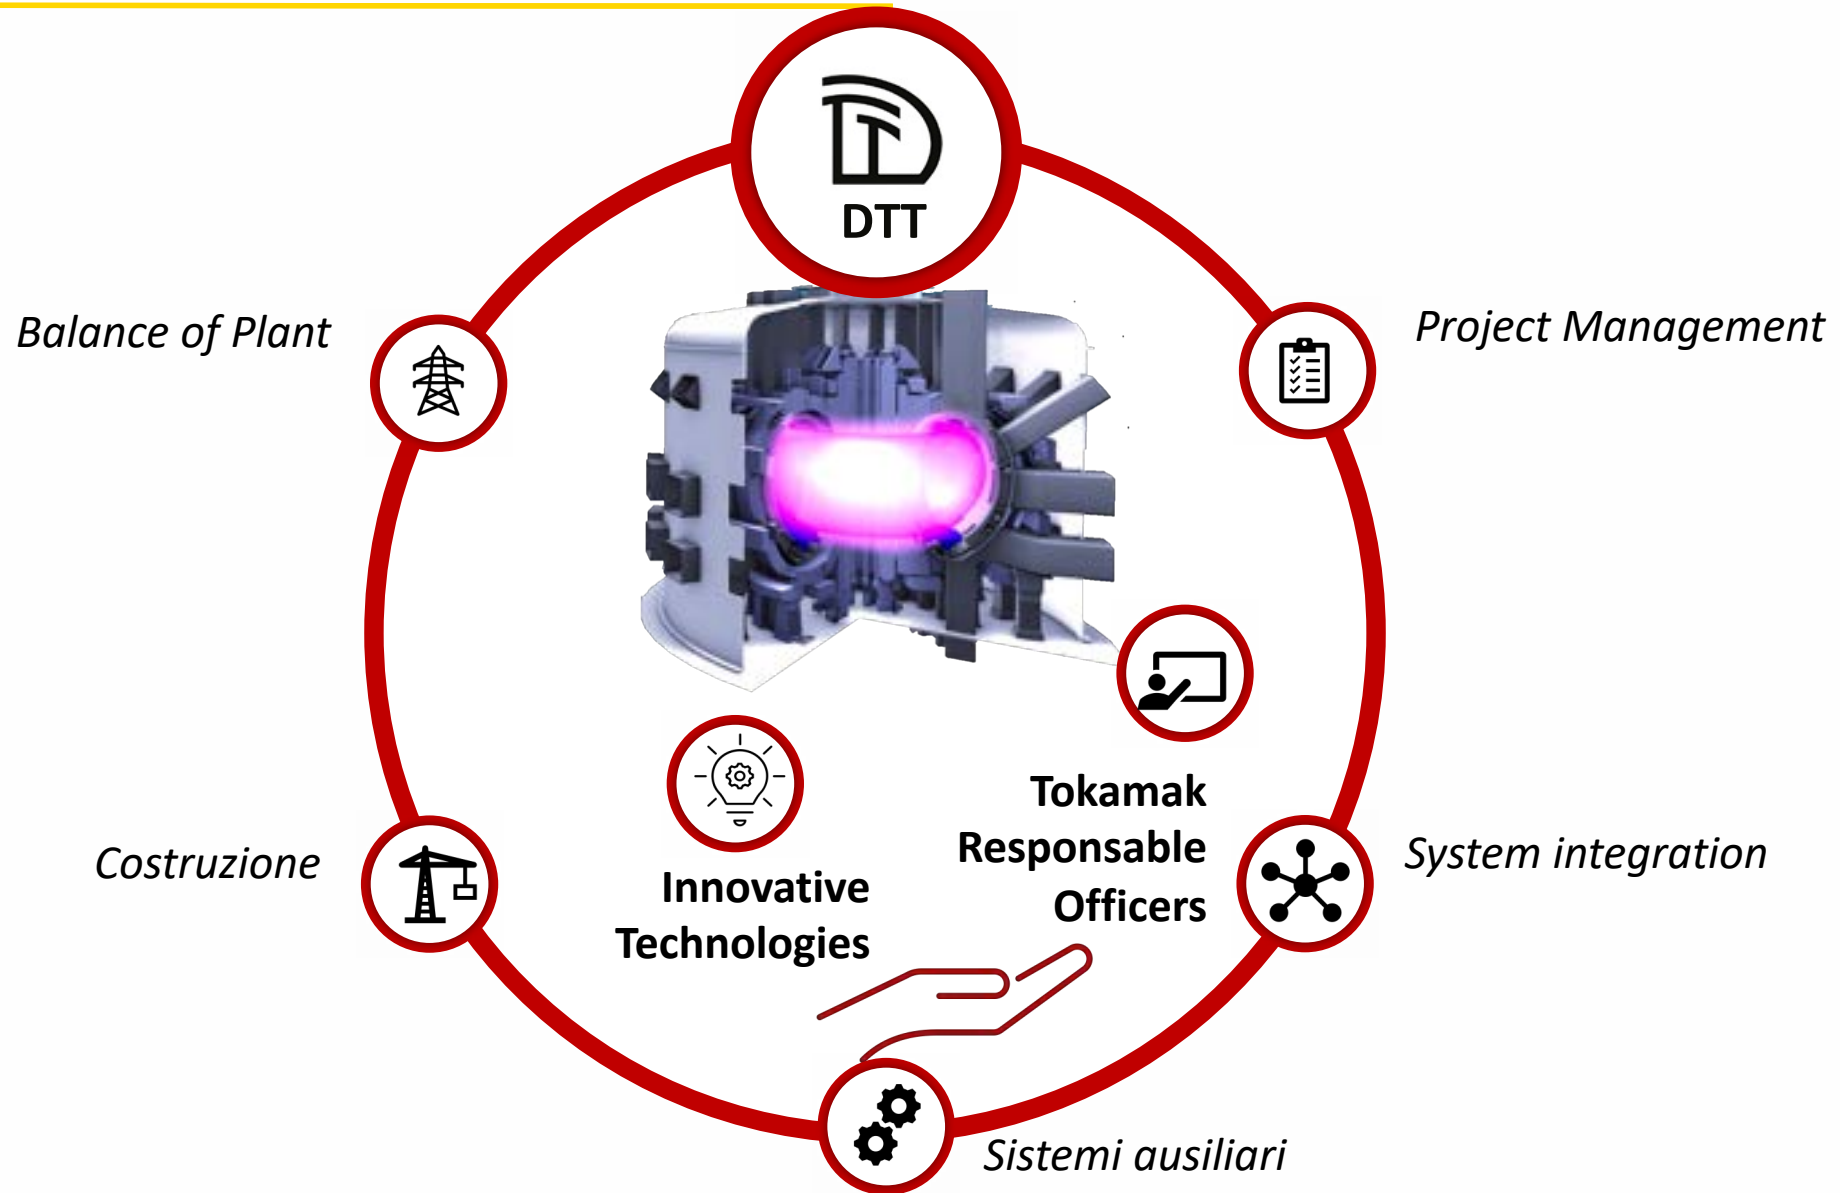 DTT
Balance of Plant
Project Management
Tokamak
Responsable
Officers
Innovative
Technologies
Costruzione
System integration
Sistemi ausiliari